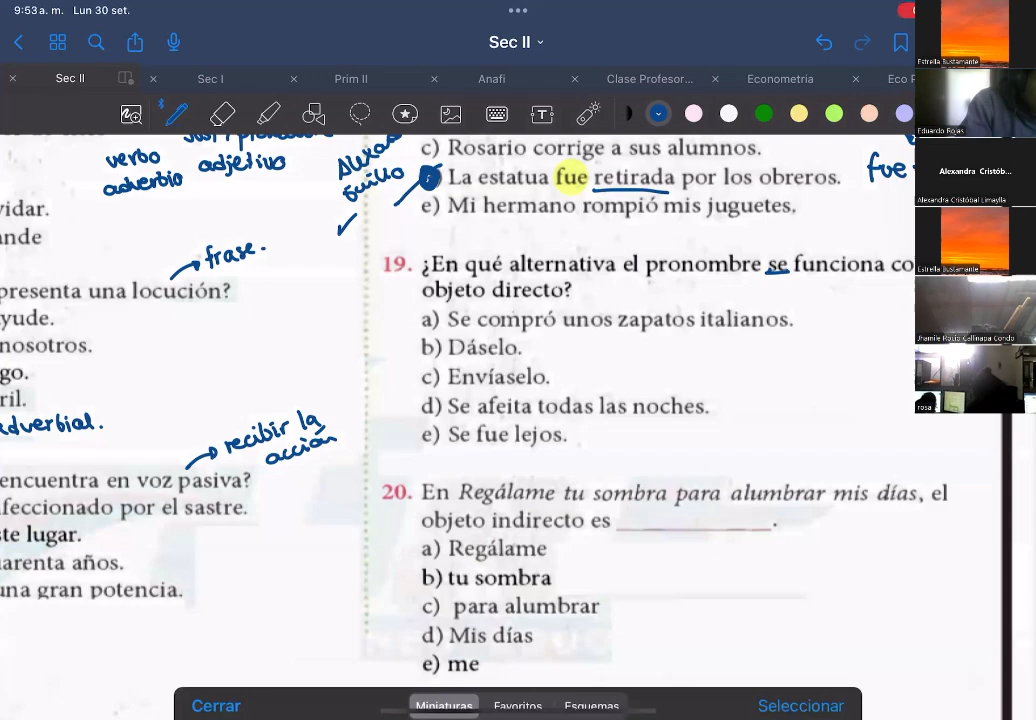 9:53 a. m. Lun 30 set.
Sec II
Sec II
Sec I
Prim II
Anafi
Clase Profesor...
Econometria
Eco P
verbo
adverbio
adjetivo
vidar.
ande
frase.
presenta una locución?
yude.
nosotros.
go.
ril.
adverbial.
recibir la
acción
encuentra en voz pasiva?
feccionado por el sastre.
ste lugar.
arenta años.
una gran potencia.
c) Rosario corrige a sus alumnos.
La estatua fue retirada por los obreros.
fue
e) Mi hermano rompió mis juguetes.
19. ¿En qué alternativa el pronombre se funciona co
objeto directo?
a) Se compró unos zapatos italianos.
b) Dáselo.
c) Envíaselo.
d) Se afeita todas las noches.
e) Se fue lejos.
20. En Regálame tu sombra para alumbrar mis días, el
objeto indirecto es ____________.
a) Regálame
b) tu sombra
c) para alumbrar
d) Mis días
e) me
Estrella Bustamante
Eduardo Rojas
Alexandra Cristób...
Alexandra Cristóbal Limaylla
Estrella Bustamante
Jhamile Rocio Callinapa Condo
rosa
Cerrar
Miniaturas
Favoritos
Esquemas
Seleccionar